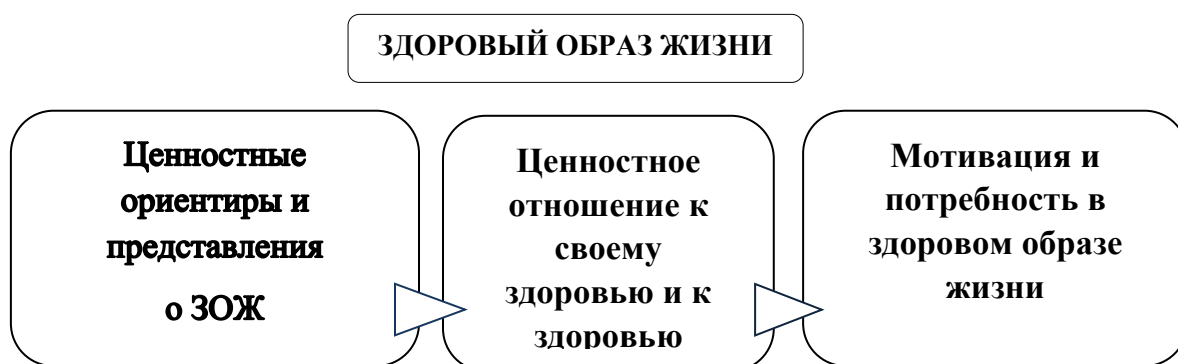 ЗДОРОВЫЙ ОБРАЗ ЖИЗНИ
Ценностные
ориентиры и
представления
о ЗОЖ
Ценностное
отношение к
своему
здоровью и к
здоровью
Мотивация и
потребность в
здоровом образе
жизни